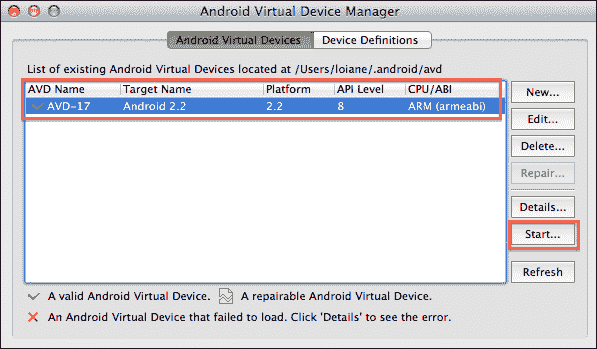 Android Virtual Device Manager
Android Virtual Devices Device Definitions
List of existing Android Virtual Devices located at /Users/loiane/.android/avd
AVD Name Target Name Platform API Level CPU/ABI
AVD-17 Android 2.2 2.2 8 ARM (armeabi)
New...
Edit...
Delete...
Repair...
Details...
Start...
Refresh
A valid Android Virtual Device. A repairable Android Virtual Device.
An Android Virtual Device that failed to load. Click 'Details' to see the error.